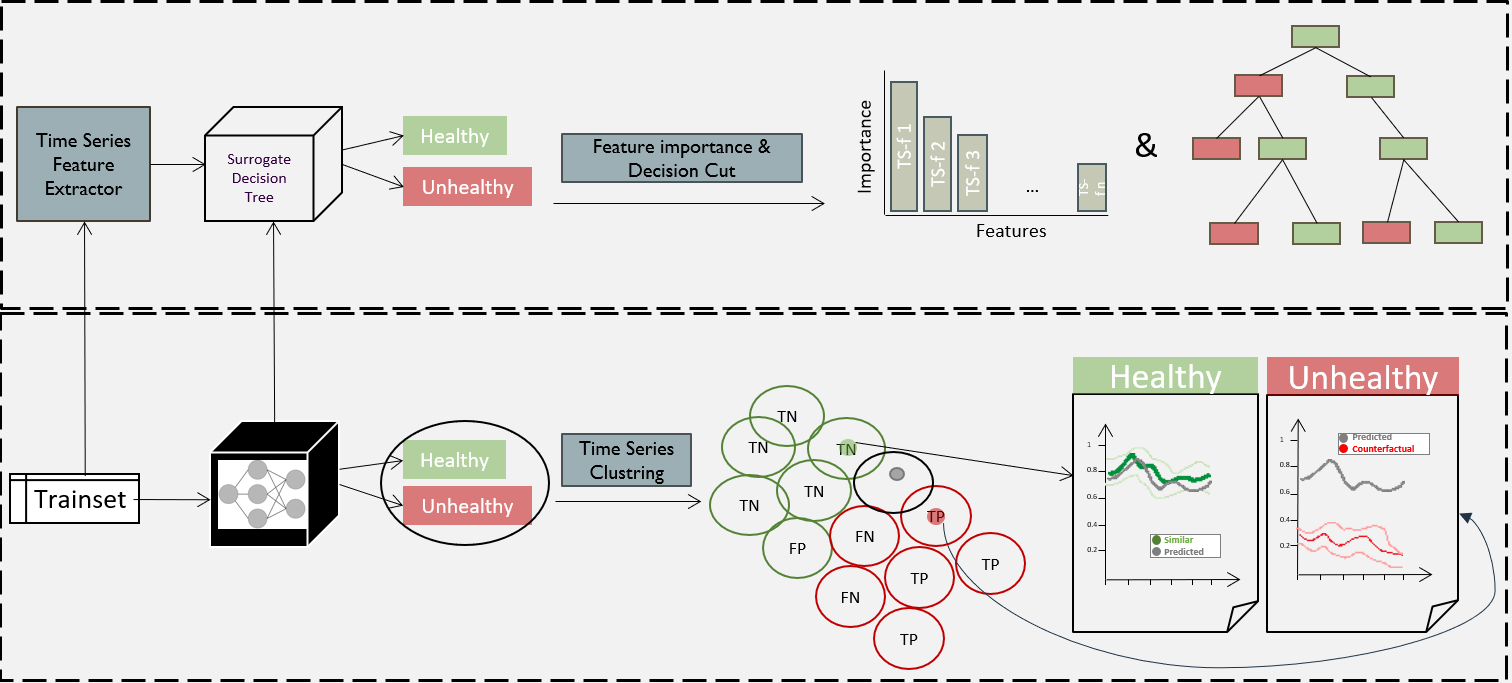 Time Series
Feature
Extractor
Surrogate
Decision
Tree
Healthy
Unhealthy
Feature importance &
Decision Cut
Importance
TS-f 1
TS-f 2
TS-f 3
...
TS-
f n
Features
&
Trainset
Healthy
Unhealthy
Time Series
Clustring
TN
TN
TN
TN
TN
FP
FN
TP
FN
TP
TP
TP
Healthy
1
0.8
0.6
0.4
0.2
Similar
Predicted
Unhealthy
1
0.8
0.6
0.4
0.2
Predicted
Counterfactual